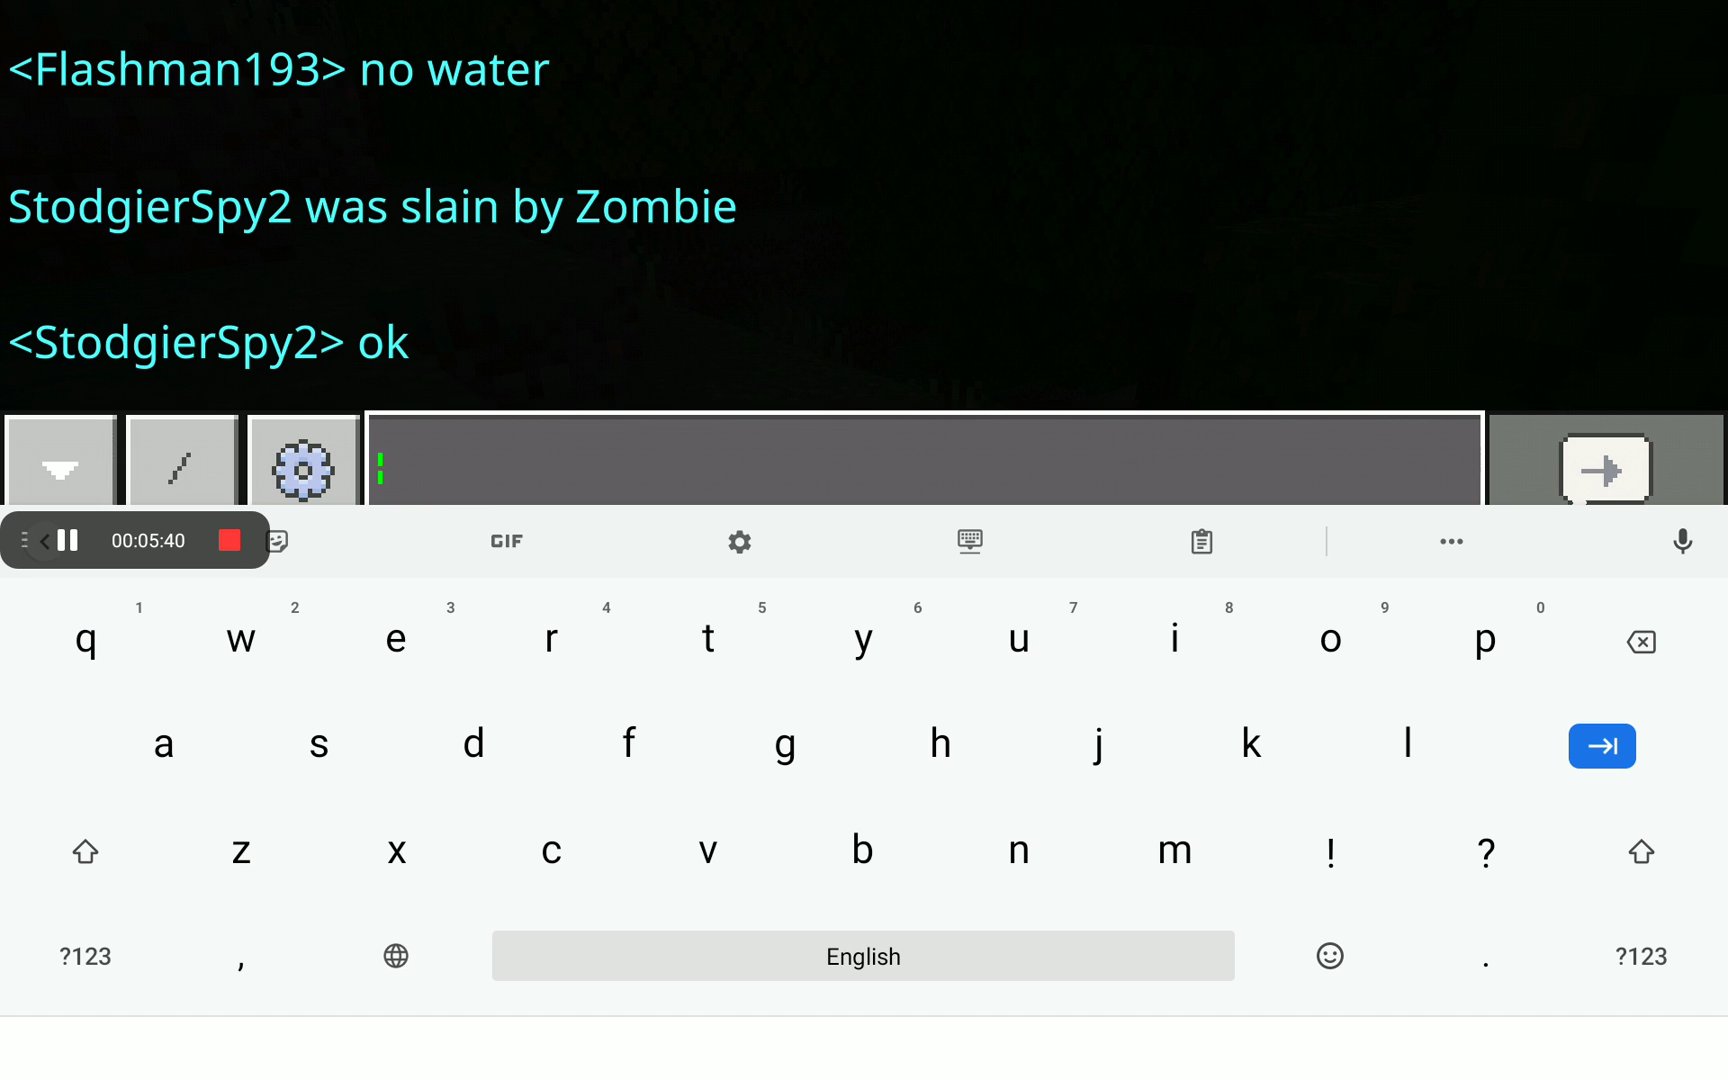 <Flashman193> no water
StodgierSpy2 was slain by Zombie
<StodgierSpy2> ok
/
00:05:40 GIF
1 2 3 4 5 6 7 8 9 0
q w e r t y u i o p
a s d f g h j k l
z x c v b n m ! ?
?123 , English . ?123